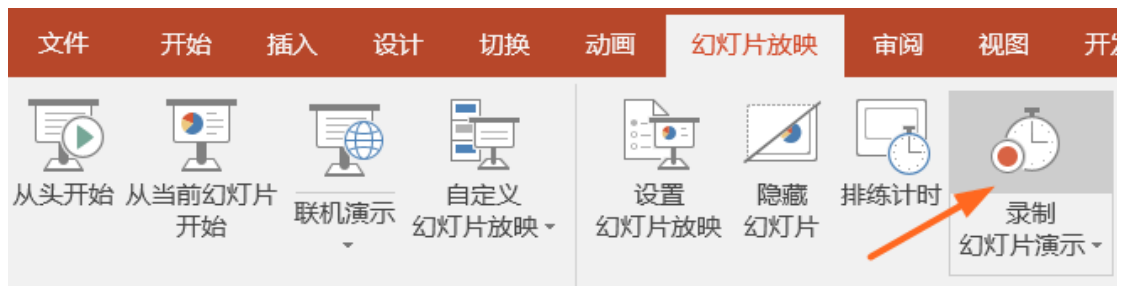 文件 开始 插入 设计 切换 动画 幻灯片放映 审阅 视图
从头开始 从当前幻灯片 开始 联机演示 自定义 幻灯片放映 设置 幻灯片放映 隐藏 幻灯片 排练计时 录制 幻灯片演示